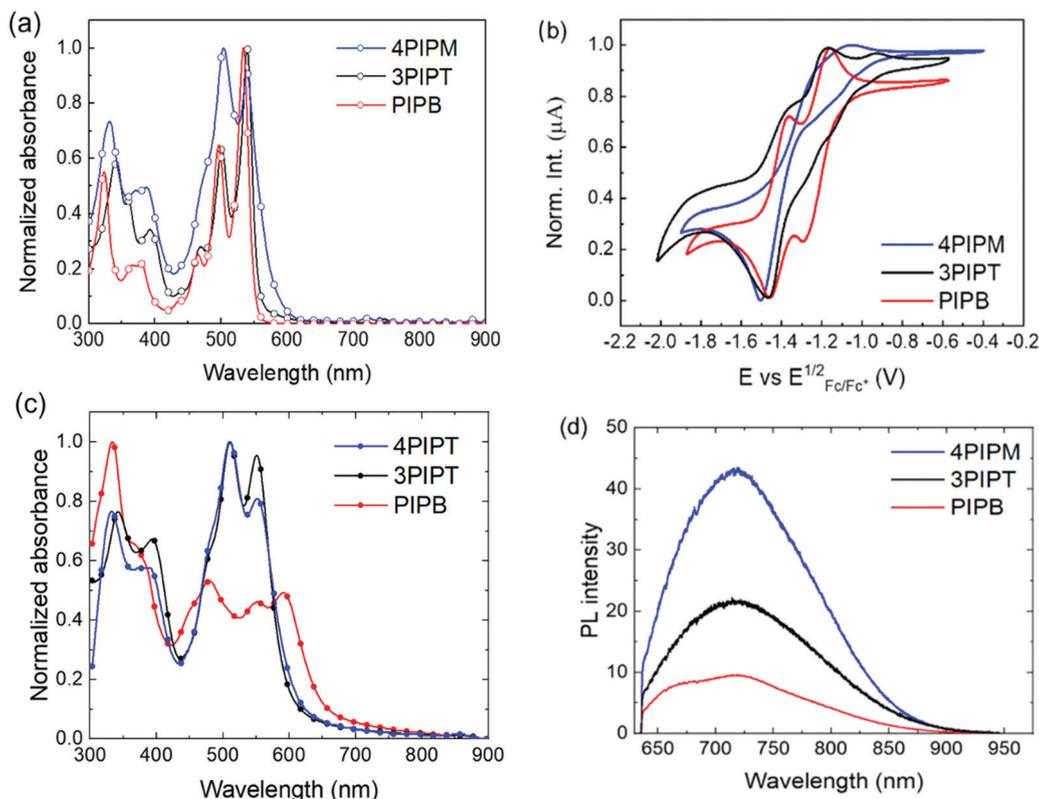 (a)
4PIPM
3PIPT
PIPB
Normalized absorbance
1.0
0.8
0.6
0.4
0.2
0.0
300 400 500 600 700 800 900
Wavelength (nm)
(b)
Norm. Int. (µA)
1.0
0.8
0.6
0.4
0.2
0.0
4PIPM
3PIPT
PIPB
-2.2 -2.0 -1.8 -1.6 -1.4 -1.2 -1.0 -0.8 -0.6 -0.4 -0.2
E vs E1/2 Fc/Fc+ (V)
(c)
4PIPT
3PIPT
PIPB
Normalized absorbance
1.0
0.8
0.6
0.4
0.2
0.0
300 400 500 600 700 800 900
Wavelength (nm)
(d)
4PIPM
3PIPT
PIPB
PL intensity
50
40
30
20
10
0
650 700 750 800 850 900 950
Wavelength (nm)